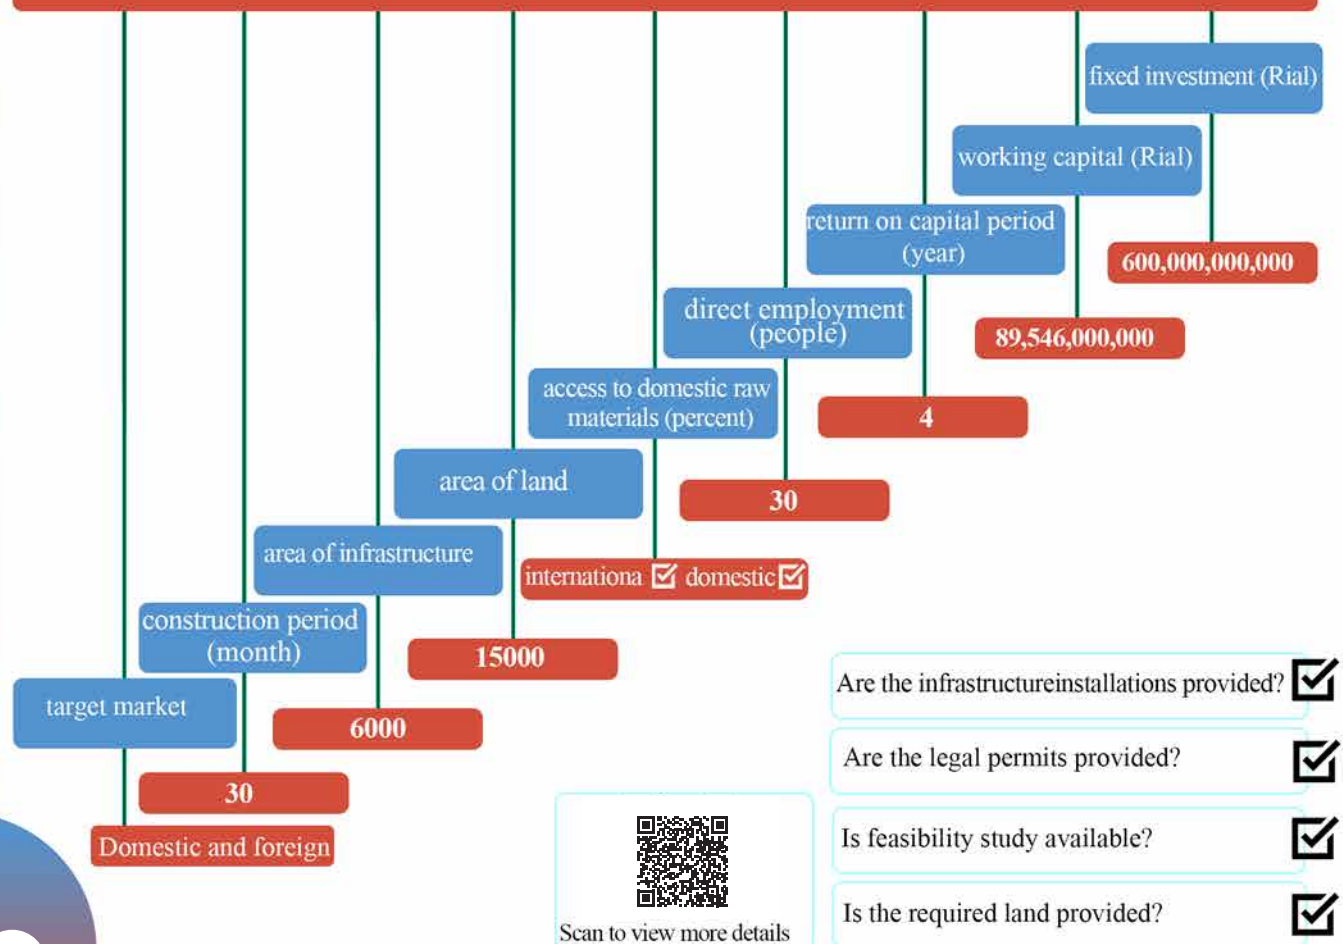 fixed investment (Rial)
600,000,000,000
working capital (Rial)
89,546,000,000
return on capital period
(year)
4
direct employment
(people)
30
access to domestic raw
materials (percent)
internationa domestic
area of land
15000
area of infrastructure
6000
construction period
(month)
30
target market
Domestic and foreign
Are the infrastructureinstallations provided?
Are the legal permits provided?
Is feasibility study available?
Is the required land provided?
Scan to view more details